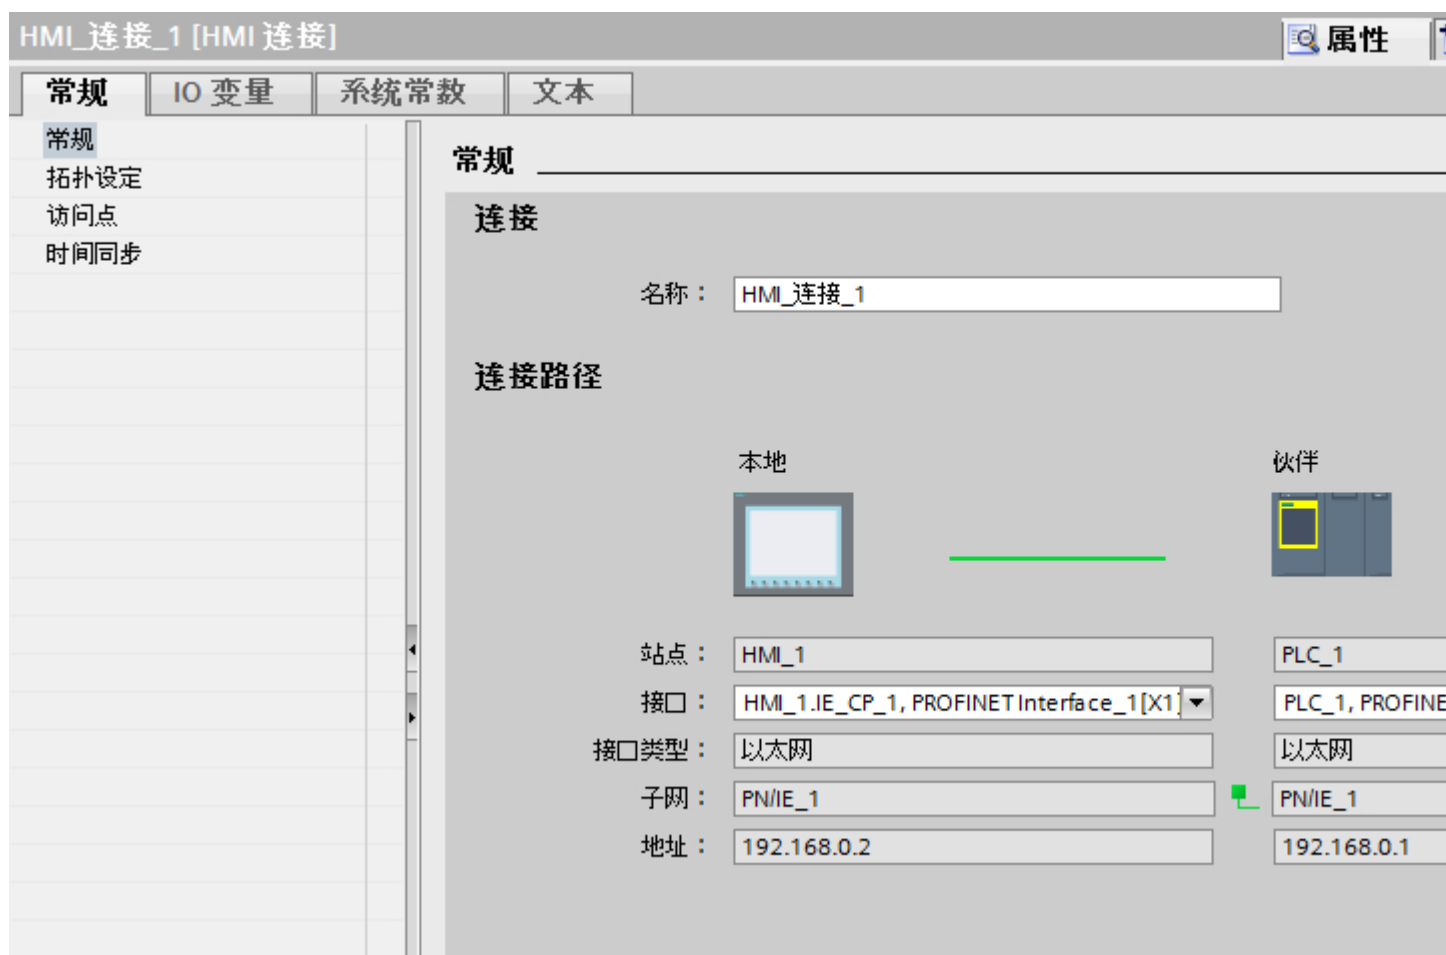 HMI_连接_1 [HMI 连接]
属性
常规 IO 变量 系统常数 文本
常规
拓扑设定
访问点
时间同步
常规
连接
名称： HMI_连接_1
连接路径
本地 伙伴
站点： HMI_1 PLC_1
接口： HMI_1.IE_CP_1, PROFINET Interface_1[X1] PLC_1, PROFINE
接口类型： 以太网 以太网
子网： PN/IE_1 PN/IE_1
地址： 192.168.0.2 192.168.0.1